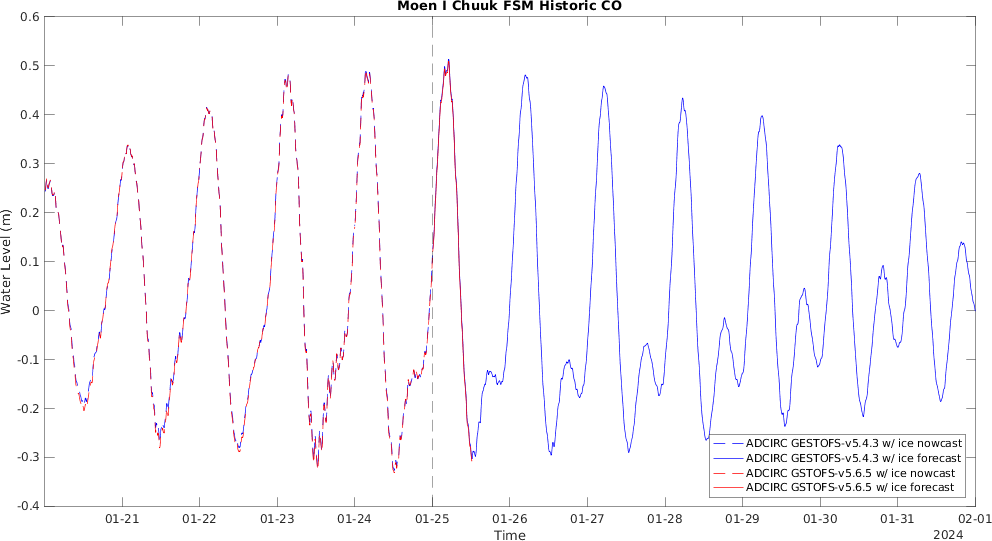 Moen I Chuuk FSM Historic CO
0.6
0.5
0.4
0.3
0.2
0.1
0
-0.1
-0.2
-0.3
-0.4
Water Level (m)
ADCIRC GESTOFS-v5.4.3 w/ ice nowcast
ADCIRC GESTOFS-v5.4.3 w/ ice forecast
ADCIRC GSTOFS-v5.6.5 w/ ice nowcast
ADCIRC GSTOFS-v5.6.5 w/ ice forecast
01-21 01-22 01-23 01-24 01-25 01-26 01-27 01-28 01-29 01-30 01-31 02-01
Time
2024